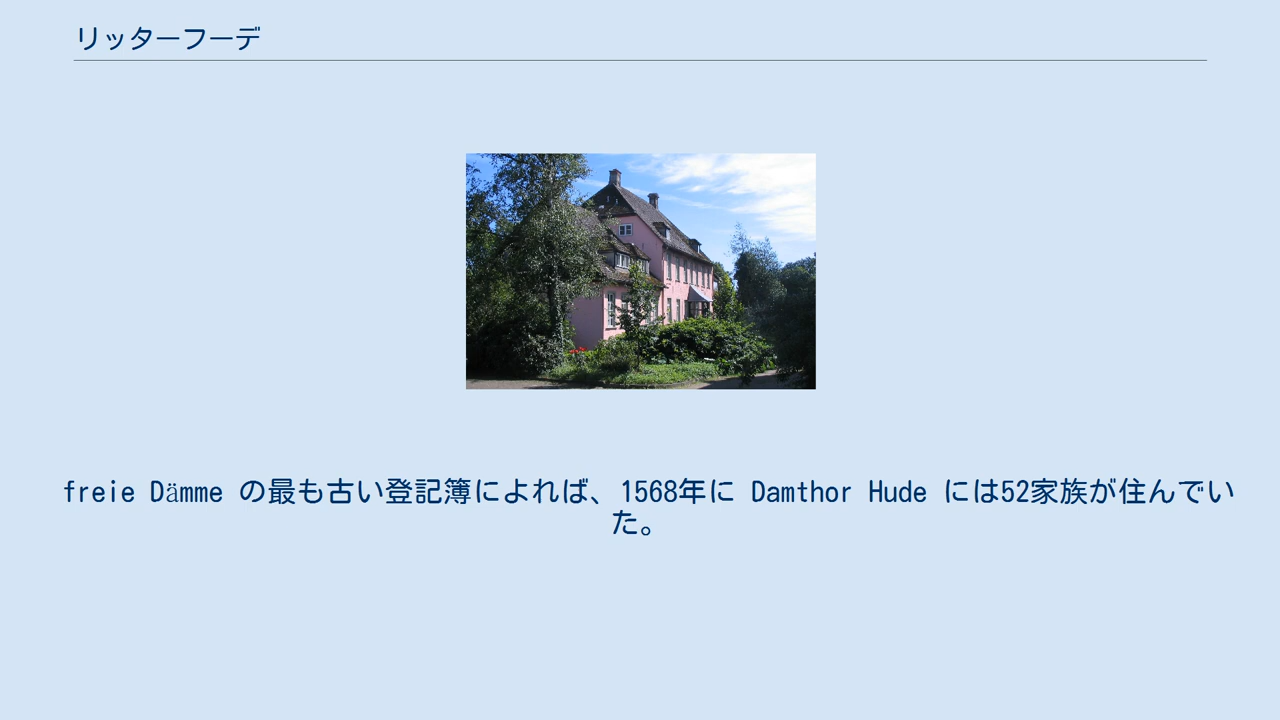 リッターフーデ
freie Dämme の最も古い登記簿によれば、1568年に Damthor Hude には52家族が住んでい
た。